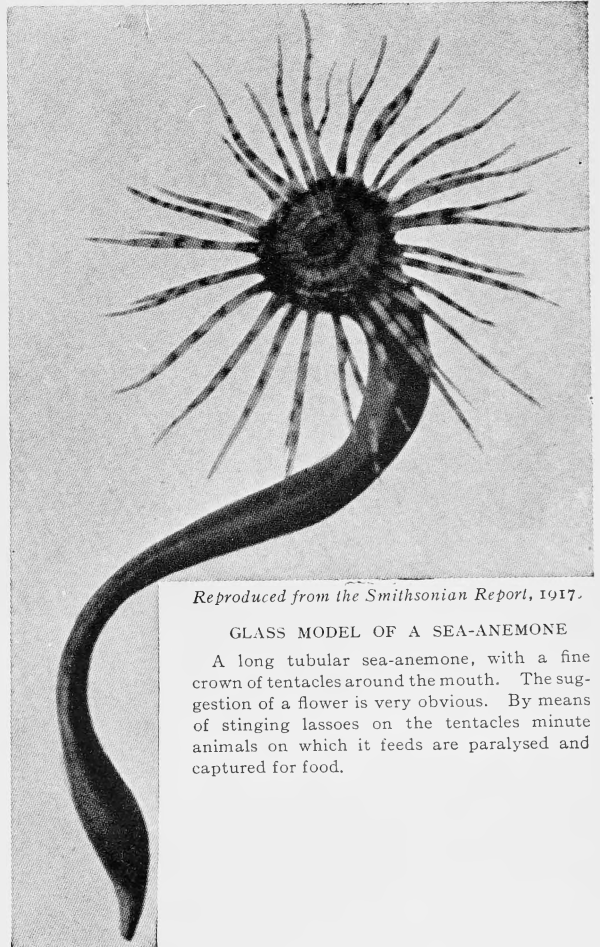 Reproduced from the Smithsonian Report, 1917.
GLASS MODEL OF A SEA-ANEMONE
A long tubular sea-anemone, with a fine
crown of tentacles around the mouth. The sug-
gestion of a flower is very obvious. By means
of stinging lassoes on the tentacles minute
animals on which it feeds are paralysed and
captured for food.